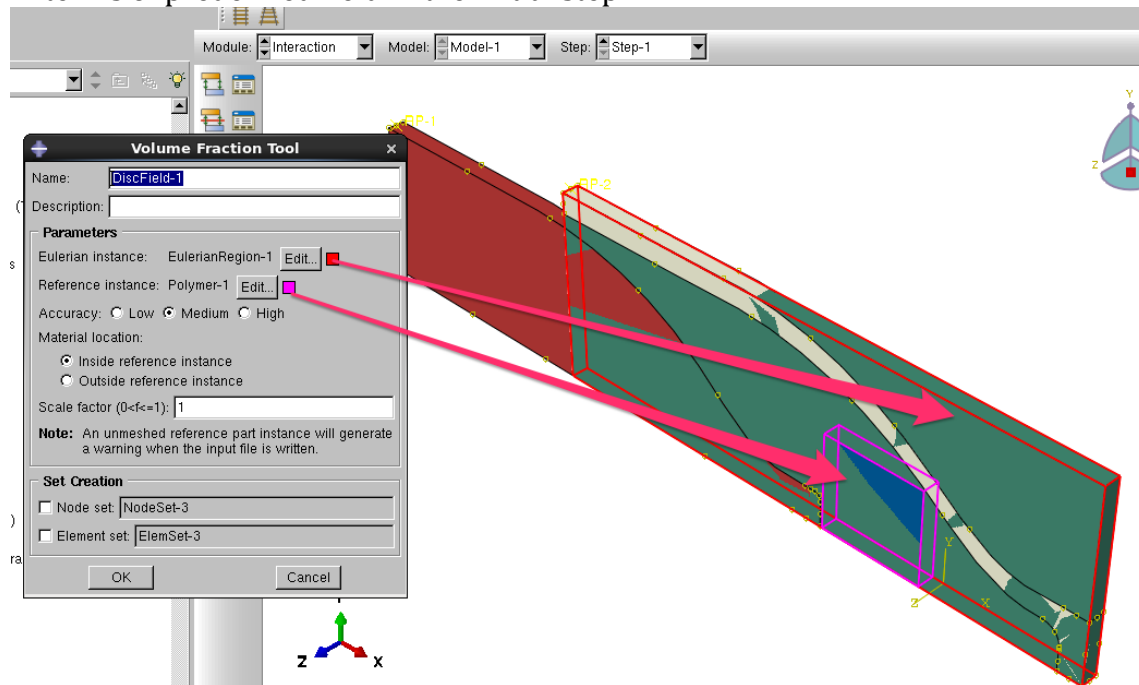 Module: Interaction Model: Model-1 Step: Step-1
RP-1
RP-2
Y
Z
Volume Fraction Tool
Name: DiscField-1
Description:
Parameters
Eulerian instance: EulerianRegion-1 Edit...
Reference instance: Polymer-1 Edit...
Accuracy: Low Medium High
Material location:
Inside reference instance
Outside reference instance
Scale factor (0<f<=1): 1
Note: An unmeshed reference part instance will generate
a warning when the input file is written.
Set Creation
Node set: NodeSet-3
Element set: ElemSet-3
OK Cancel
Y
Z X
Z X